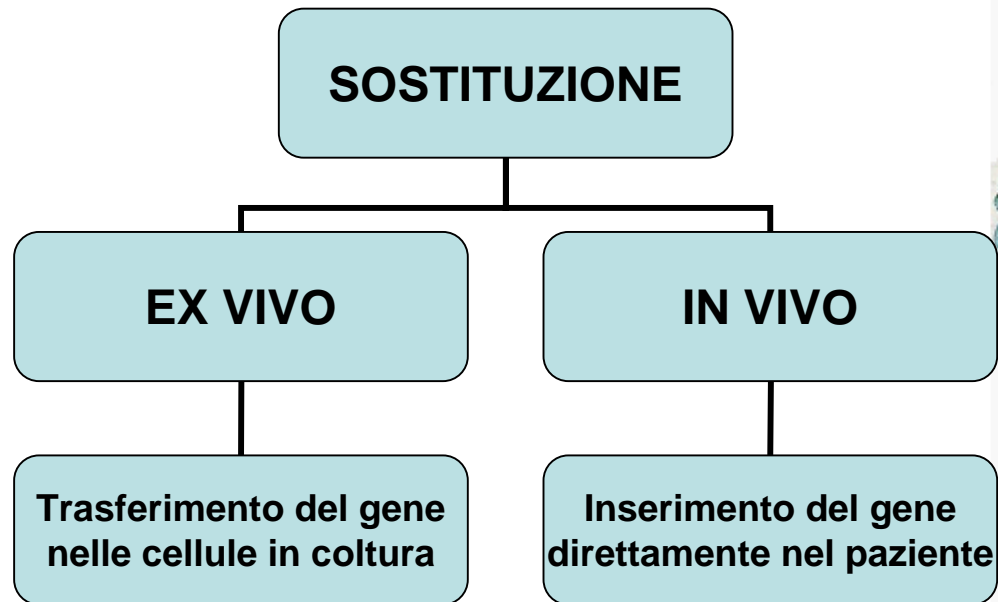 SOSTITUZIONE
EX VIVO
IN VIVO
Trasferimento del gene
nelle cellule in coltura
Inserimento del gene
direttamente nel paziente